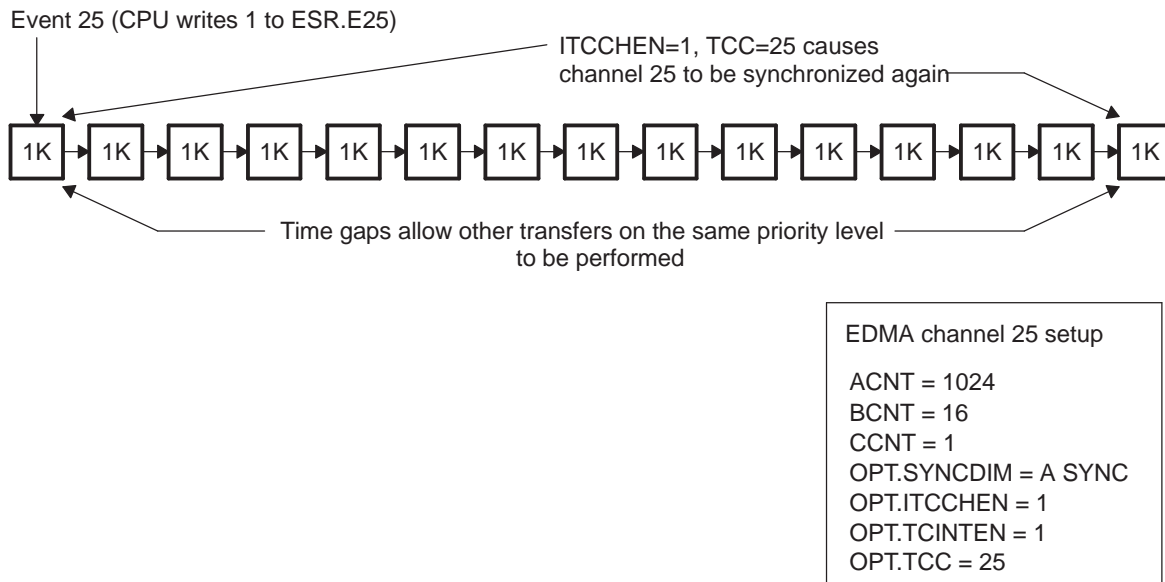 Event 25 (CPU writes 1 to ESR.E25)
ITCCHEN=1, TCC=25 causes
channel 25 to be synchronized again
1K 1K 1K 1K 1K 1K 1K 1K 1K 1K 1K 1K 1K 1K 1K
Time gaps allow other transfers on the same priority level
to be performed
EDMA channel 25 setup
ACNT = 1024
BCNT = 16
CCNT = 1
OPT.SYNCDIM = A SYNC
OPT.ITCCHEN = 1
OPT.TCINTEN = 1
OPT.TCC = 25